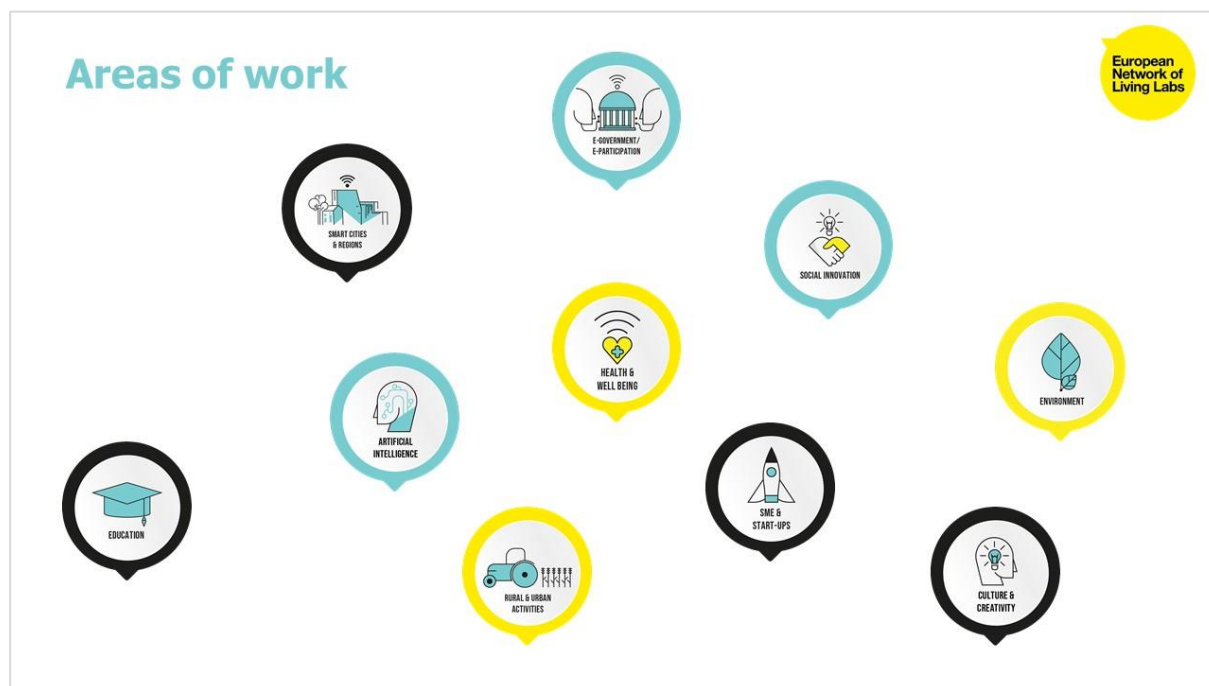 Areas of work
European
Network of
Living Labs
E-GOVERNMENT/
E-PARTICIPATION
SMART CITIES
& REGIONS
SOCIAL INNOVATION
HEALTH &
WELL BEING
ENVIRONMENT
ARTIFICIAL
INTELLIGENCE
EDUCATION
SME &
START-UPS
RURAL & URBAN
ACTIVITIES
CULTURE &
CREATIVITY